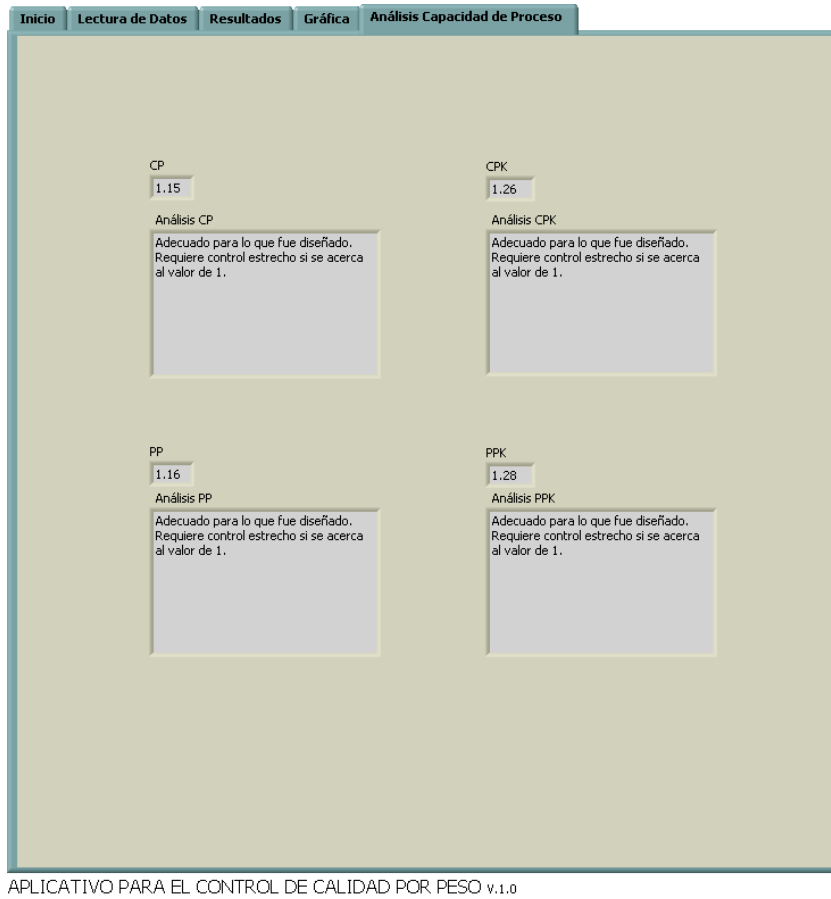 Inicio Lectura de Datos Resultados Gráfica Análisis Capacidad de Proceso
CP
1.15
Análisis CP
Adecuado para lo que fue diseñado.
Requiere control estrecho si se acerca
al valor de 1.
CPK
1.26
Análisis CPK
Adecuado para lo que fue diseñado.
Requiere control estrecho si se acerca
al valor de 1.
PP
1.16
Análisis PP
Adecuado para lo que fue diseñado.
Requiere control estrecho si se acerca
al valor de 1.
PPK
1.28
Análisis PPK
Adecuado para lo que fue diseñado.
Requiere control estrecho si se acerca
al valor de 1.
APLICATIVO PARA EL CONTROL DE CALIDAD POR PESO v.1.0